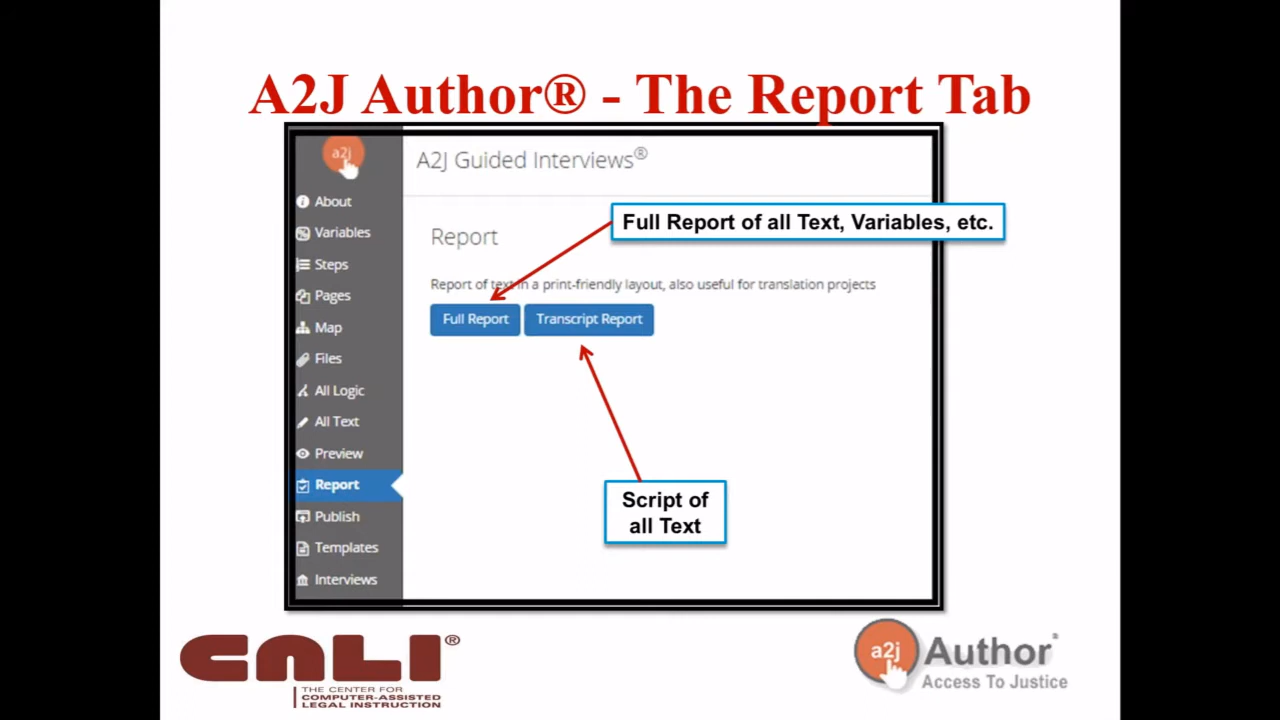 A2J Author® - The Report Tab
a2j
A2J Guided Interviews®
About
Variables
Steps
Pages
Map
Files
All Logic
All Text
Preview
Report
Publish
Templates
Interviews
Full Report of all Text, Variables, etc.
Report
Report of text in a print-friendly layout, also useful for translation projects
Full Report
Transcript Report
Script of
all Text
CALI®
THE CENTER FOR
COMPUTER-ASSISTED
LEGAL INSTRUCTION
a2j Author®
Access To Justice